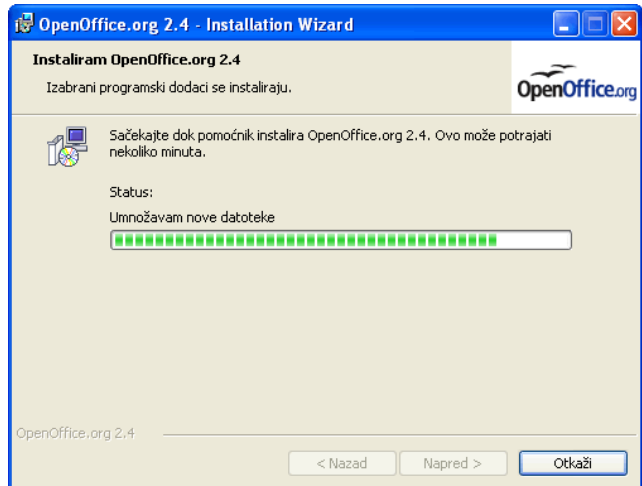 OpenOffice.org 2.4 - Installation Wizard
Instaliram OpenOffice.org 2.4
Izabrani programski dodaci se instaliraju.
OpenOffice.org
Sačekajte dok pomoćnik instalira OpenOffice.org 2.4. Ovo može potrajati
nekoliko minuta.
Status:
Umnožavam nove datoteke
OpenOffice.org 2.4
< Nazad
Napred >
Otkaži